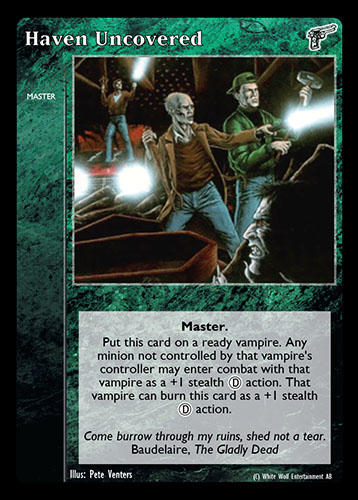 Haven Uncovered
MASTER
Master.
Put this card on a ready vampire. Any
minion not controlled by that vampire's
controller may enter combat with that
vampire as a +1 stealth Ⓓ action. That
vampire can burn this card as a +1 stealth
Ⓓ action.
Come burrow through my ruins, shed not a tear.
Baudelaire, The Gladly Dead
Illus: Pete Venters
(C) White Wolf Entertainment AB